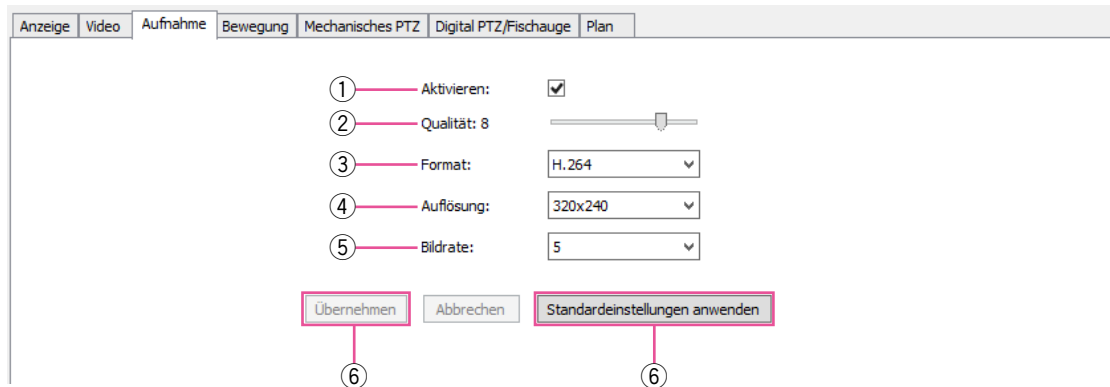 Anzeige Video Aufnahme Bewegung Mechanisches PTZ Digital PTZ/Fischauge Plan
① Aktivieren:
② Qualität: 8
③ Format: H.264
④ Auflösung: 320x240
⑤ Bildrate: 5
Übernehmen Abbrechen Standardeinstellungen anwenden
⑥ ⑥